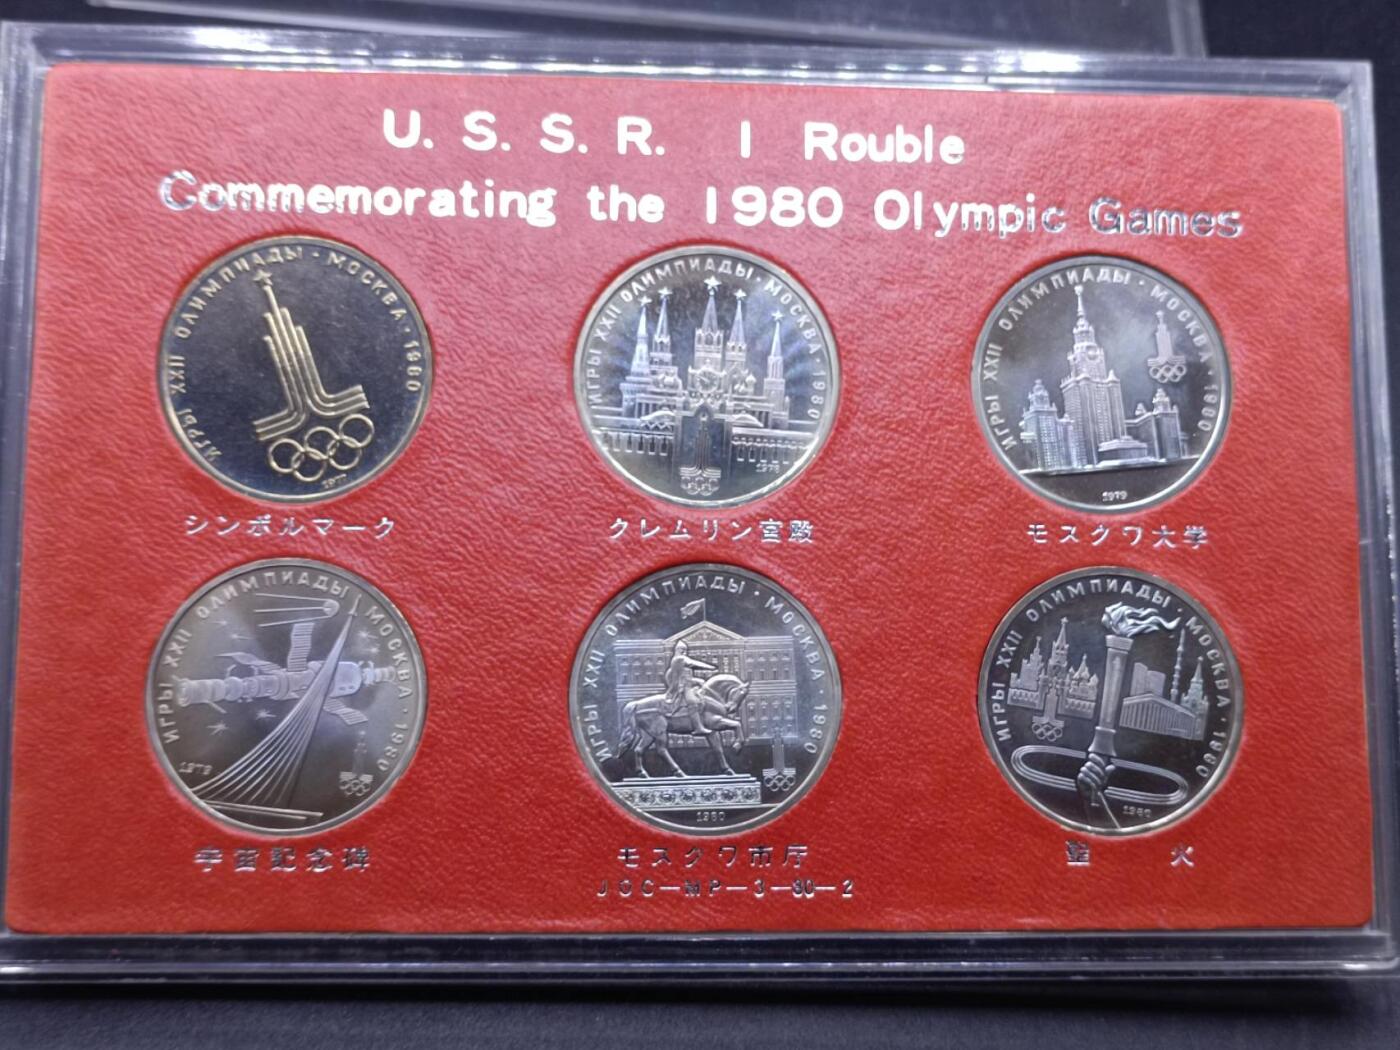 U. S. S. R. 1 Rouble
Commemorating the 1980 Olympic Games
ИГРЫ XXII ОЛИМПИАДЫ · МОСКВА · 1980
1977
ИГРЫ XXII ОЛИМПИАДЫ · МОСКВА · 1980
1978
ИГРЫ XXII ОЛИМПИАДЫ · МОСКВА · 1980
1979
シンボルマーク
クレムリン宮殿
モスクワ大学
ИГРЫ XXII ОЛИМПИАДЫ МОСКВА · 1980
1979
ИГРЫ XXII ОЛИМПИАДЫ · МОСКВА · 1980
1980
ИГРЫ XXII ОЛИМПИАДЫ · МОСКВА · 1980
1980
宇宙記念碑
モスクワ市庁
聖 火
JOC-MP-3-80-2